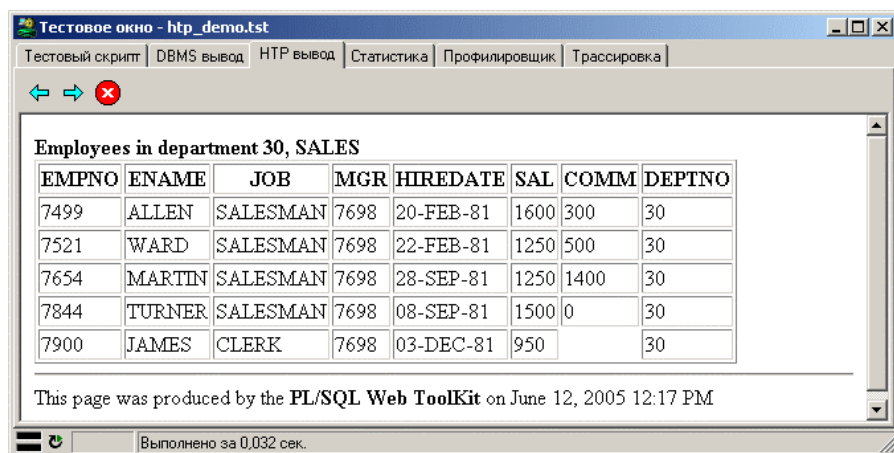 Тестовое окно - htp_demo.tst
Тестовый скрипт DBMS вывод HTP вывод Статистика Профилировщик Трассировка
Employees in department 30, SALES
EMPNO ENAME JOB MGR HIREDATE SAL COMM DEPTNO
7499 ALLEN SALESMAN 7698 20-FEB-81 1600 300 30
7521 WARD SALESMAN 7698 22-FEB-81 1250 500 30
7654 MARTIN SALESMAN 7698 28-SEP-81 1250 1400 30
7844 TURNER SALESMAN 7698 08-SEP-81 1500 0 30
7900 JAMES CLERK 7698 03-DEC-81 950 30
This page was produced by the PL/SQL Web ToolKit on June 12, 2005 12:17 PM
Выполнено за 0,032 сек.